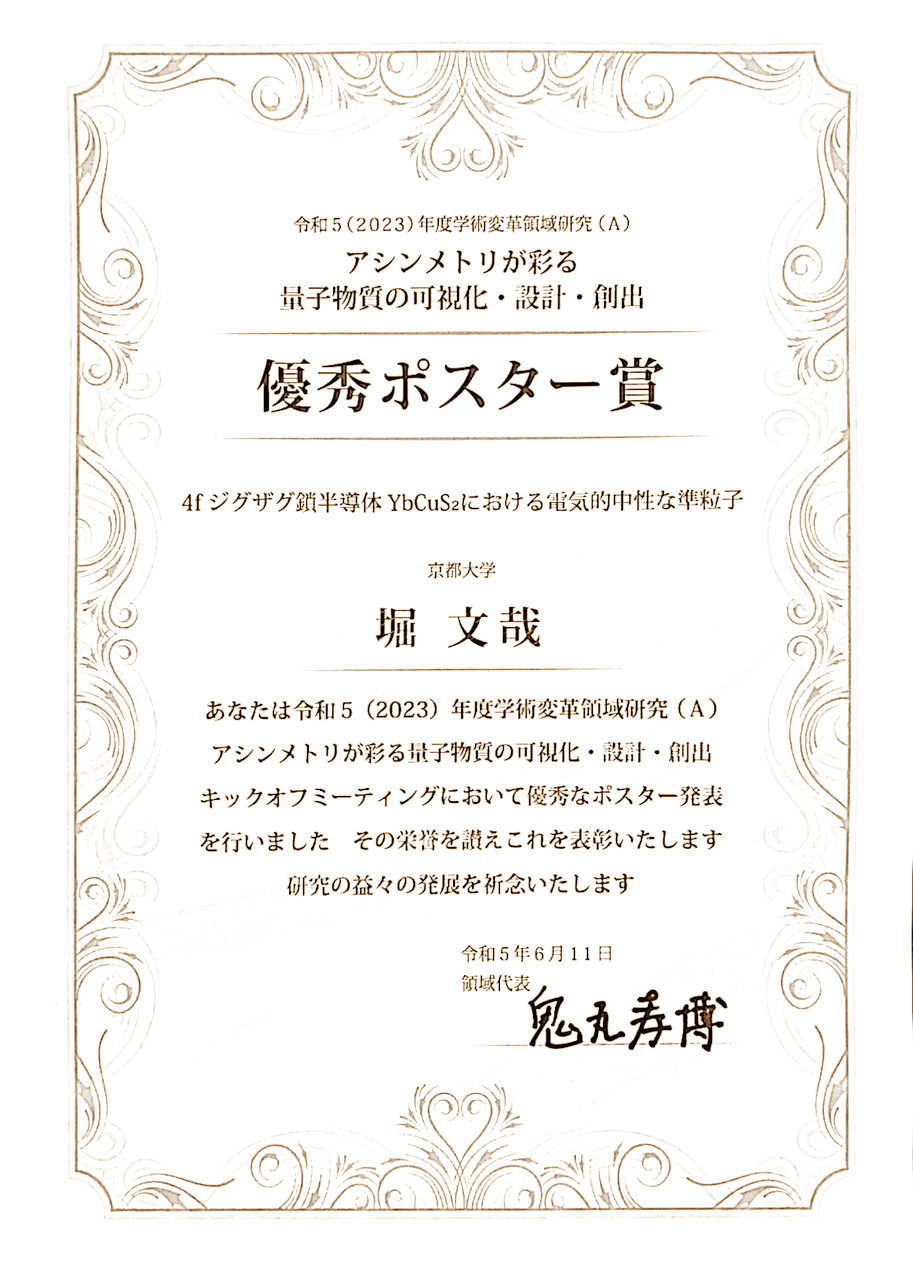 令和５（２０２３）年度学術変革領域研究（Ａ）
アシンメトリが彩る
量子物質の可視化・設計・創出
優秀ポスター賞
4f ジグザグ鎖半導体 YbCuS₂における電気的中性な準粒子
京都大学
堀 文哉
あなたは令和５（2023）年度学術変革領域研究（Ａ）
アシンメトリが彩る量子物質の可視化・設計・創出
キックオフミーティングにおいて優秀なポスター発表
を行いました　その栄誉を讃えこれを表彰いたします
研究の益々の発展を祈念いたします
令和５年６月１１日
領域代表
鬼丸孝博